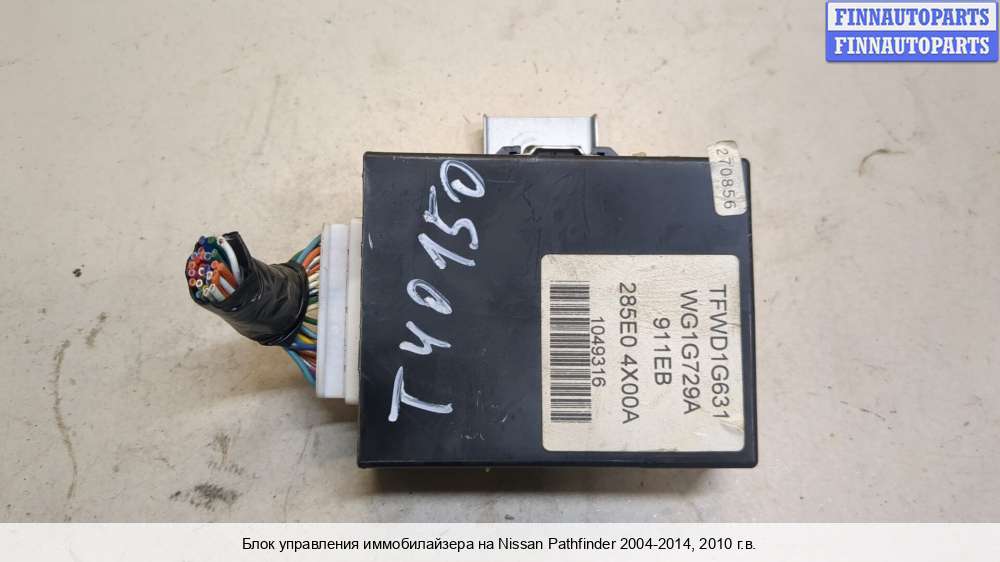 FINNAUTOPARTS
FINNAUTOPARTS
270856
T40150
TFWD1G631
WG1G729A
911EB
285E0 4X00A
1049316
Блок управления иммобилайзера на Nissan Pathfinder 2004-2014, 2010 г.в.